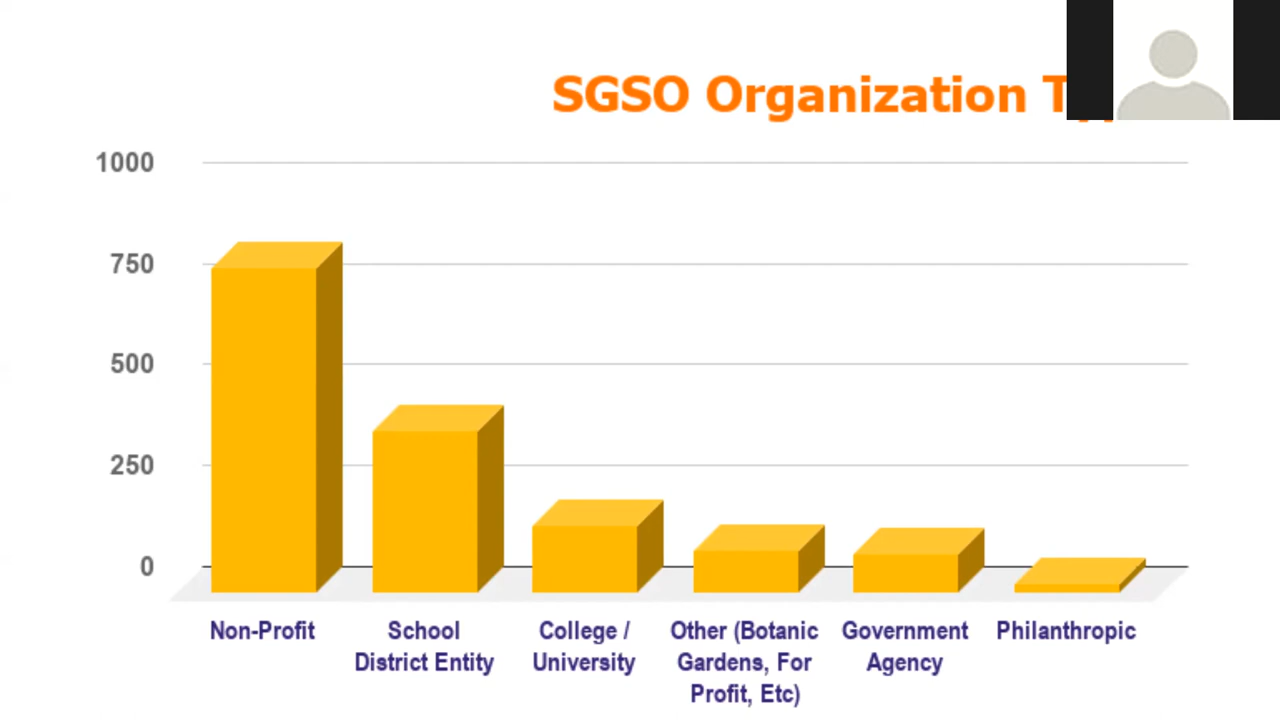 SGSO Organization
1000
750
500
250
0
Non-Profit
School
District Entity
College /
University
Other (Botanic
Gardens, For
Profit, Etc)
Government
Agency
Philanthropic